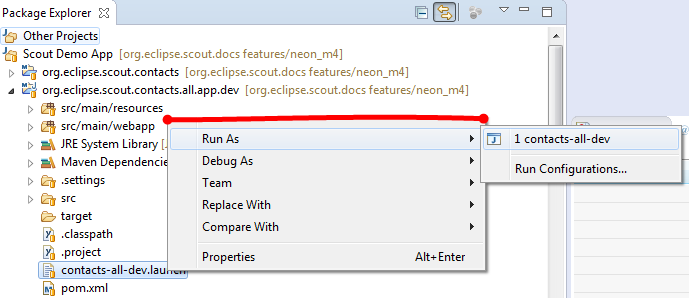 Package Explorer
Other Projects
Scout Demo App [org.eclipse.scout.docs features/neon_m4]
org.eclipse.scout.contacts [org.eclipse.scout.docs features/neon_m4]
org.eclipse.scout.contacts.all.app.dev [org.eclipse.scout.docs features/neon_m4]
src/main/resources
src/main/webapp
JRE System Library [
Maven Dependencie
.settings
src
target
.classpath
.project
contacts-all-dev.launch
pom.xml
Run As
Debug As
Team
Replace With
Compare With
Properties Alt+Enter
1 contacts-all-dev
Run Configurations...